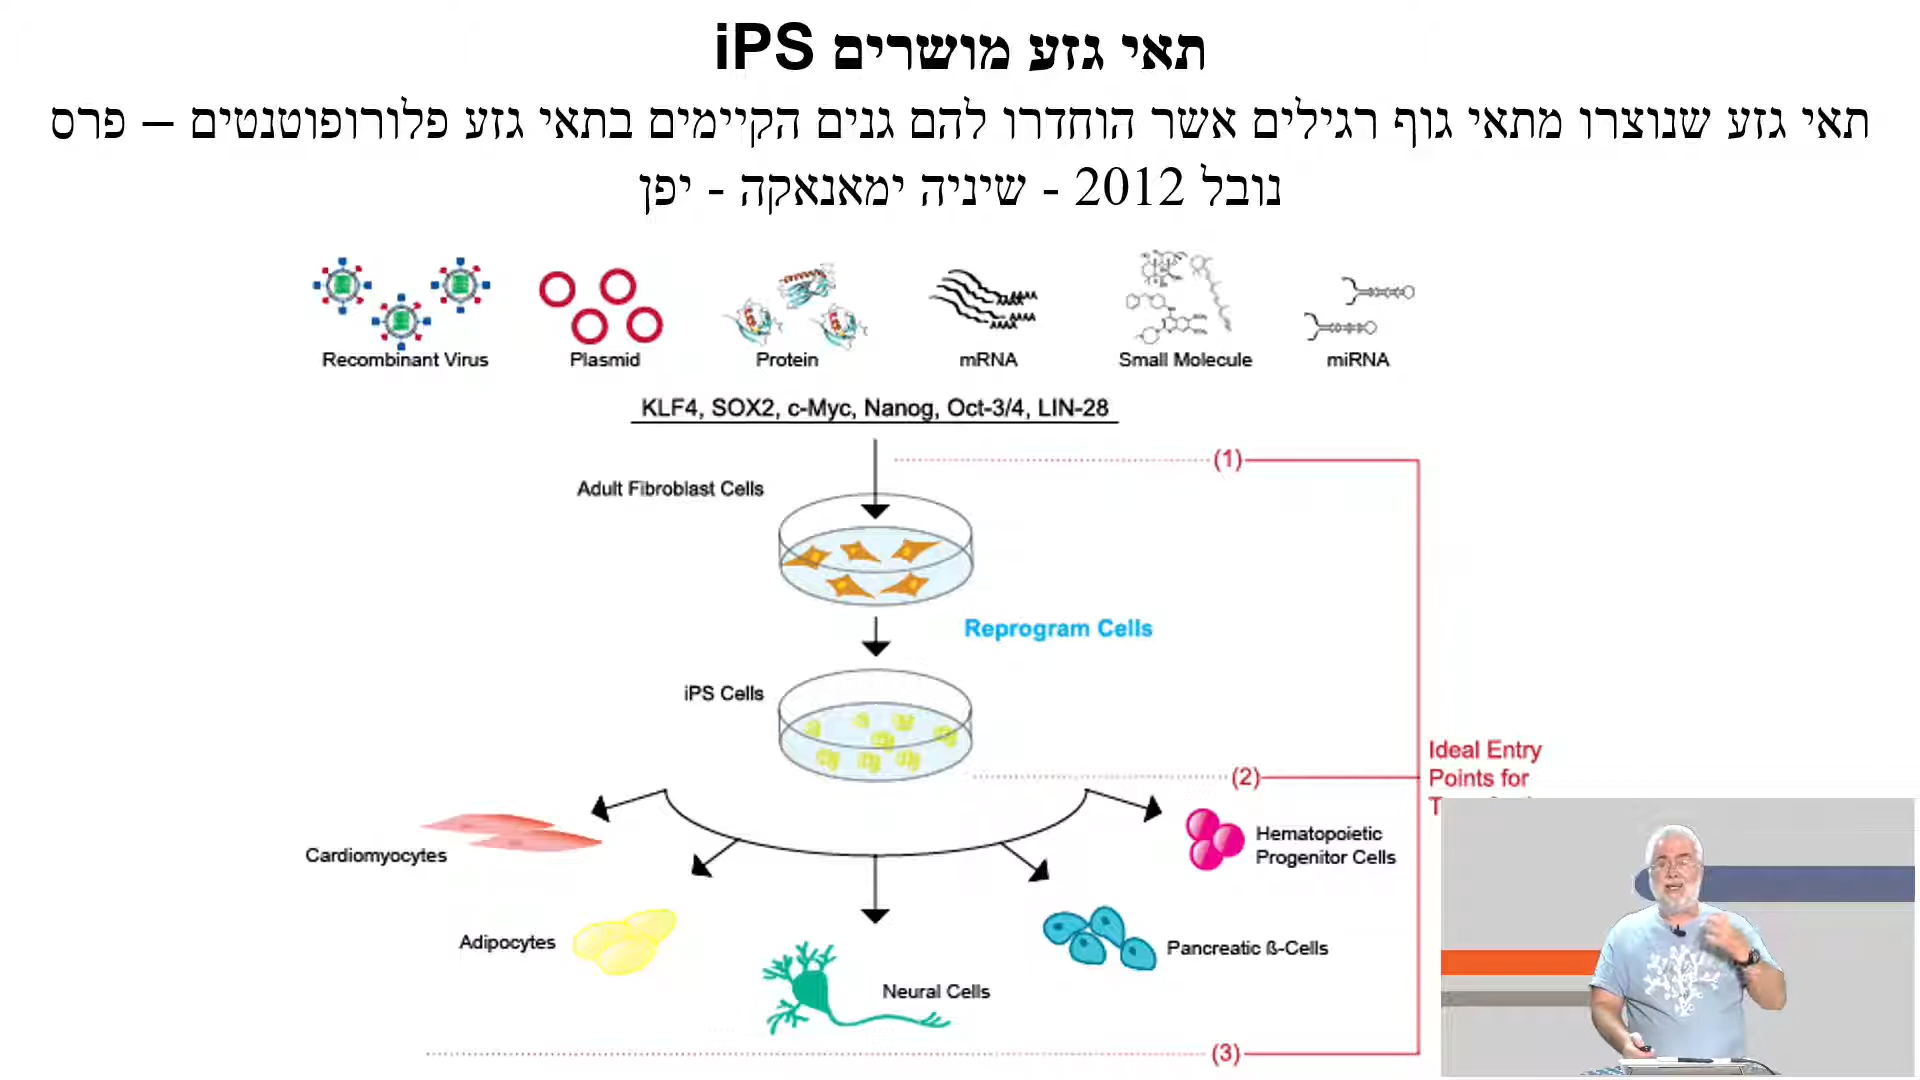 תאי גזע מושרים iPS
תאי גזע שנוצרו מתאי גוף רגילים אשר הוחדרו להם גנים הקיימים בתאי גזע פלורופוטנטים – פרס
נובל 2012 - שיניה ימאנאקה - יפן
Recombinant Virus
Plasmid
Protein
mRNA
Small Molecule
miRNA
KLF4, SOX2, c-Myc, Nanog, Oct-3/4, LIN-28
(1)
Adult Fibroblast Cells
Reprogram Cells
iPS Cells
Ideal Entry
Points for
(2)
Cardiomyocytes
Hematopoietic
Progenitor Cells
Adipocytes
Pancreatic ß-Cells
Neural Cells
(3)